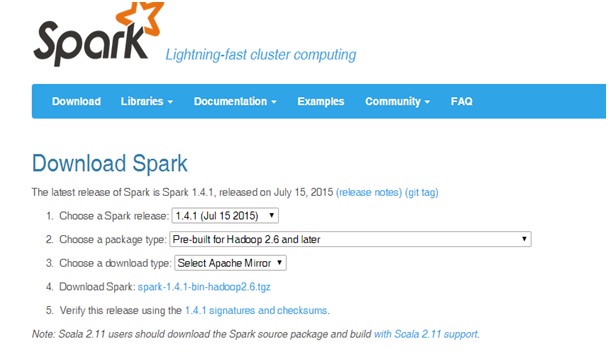 Spark
Lightning-fast cluster computing
Download Libraries Documentation Examples Community FAQ
Download Spark
The latest release of Spark is Spark 1.4.1, released on July 15, 2015 (release notes) (git tag)
1. Choose a Spark release: 1.4.1 (Jul 15 2015)
2. Choose a package type: Pre-built for Hadoop 2.6 and later
3. Choose a download type: Select Apache Mirror
4. Download Spark: spark-1.4.1-bin-hadoop2.6.tgz
5. Verify this release using the 1.4.1 signatures and checksums.
Note: Scala 2.11 users should download the Spark source package and build with Scala 2.11 support.